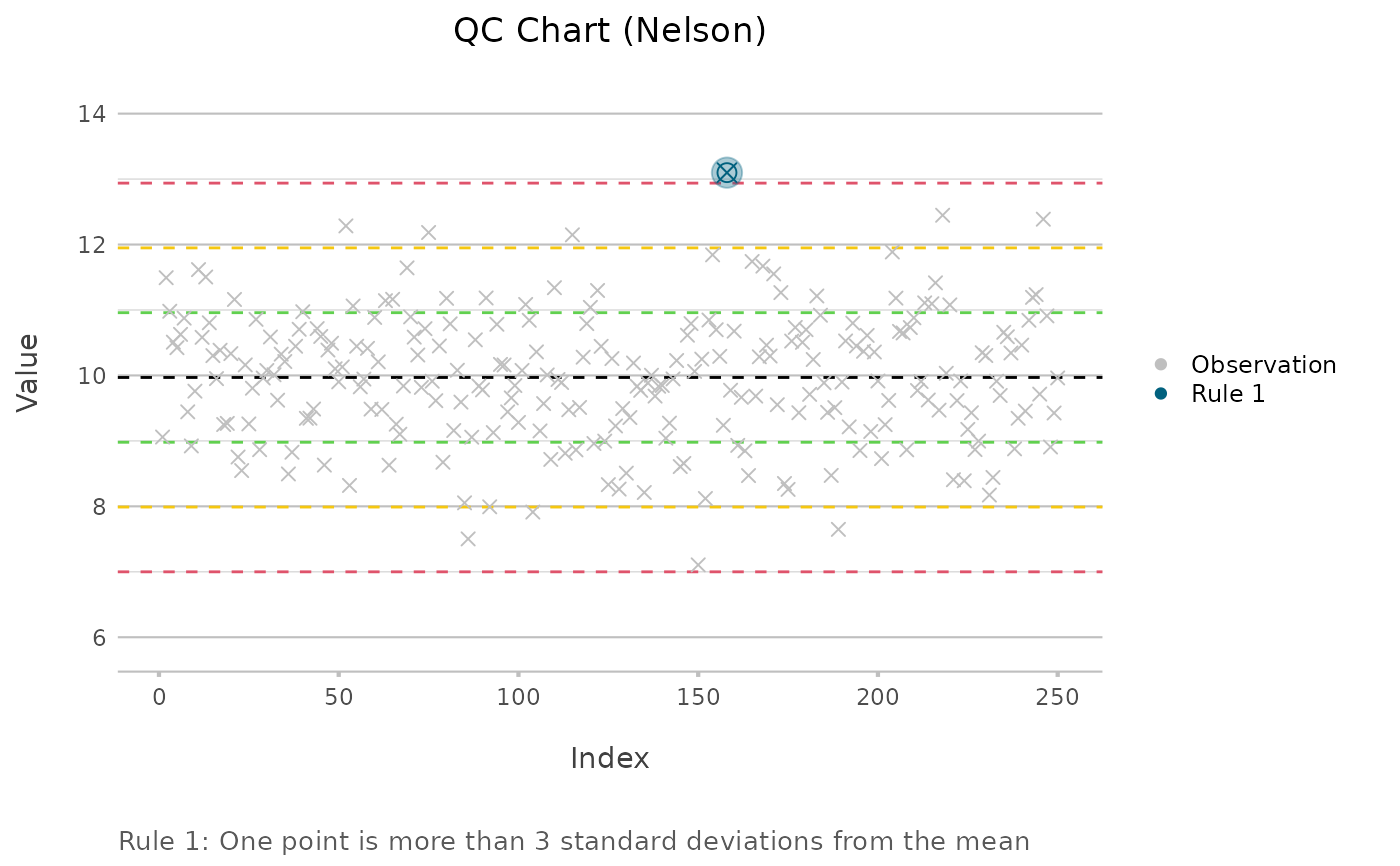 QC Chart (Nelson)
14
12
10
8
6
Value
0 50 100 150 200 250
Index
Observation
Rule 1
Rule 1: One point is more than 3 standard deviations from the mean